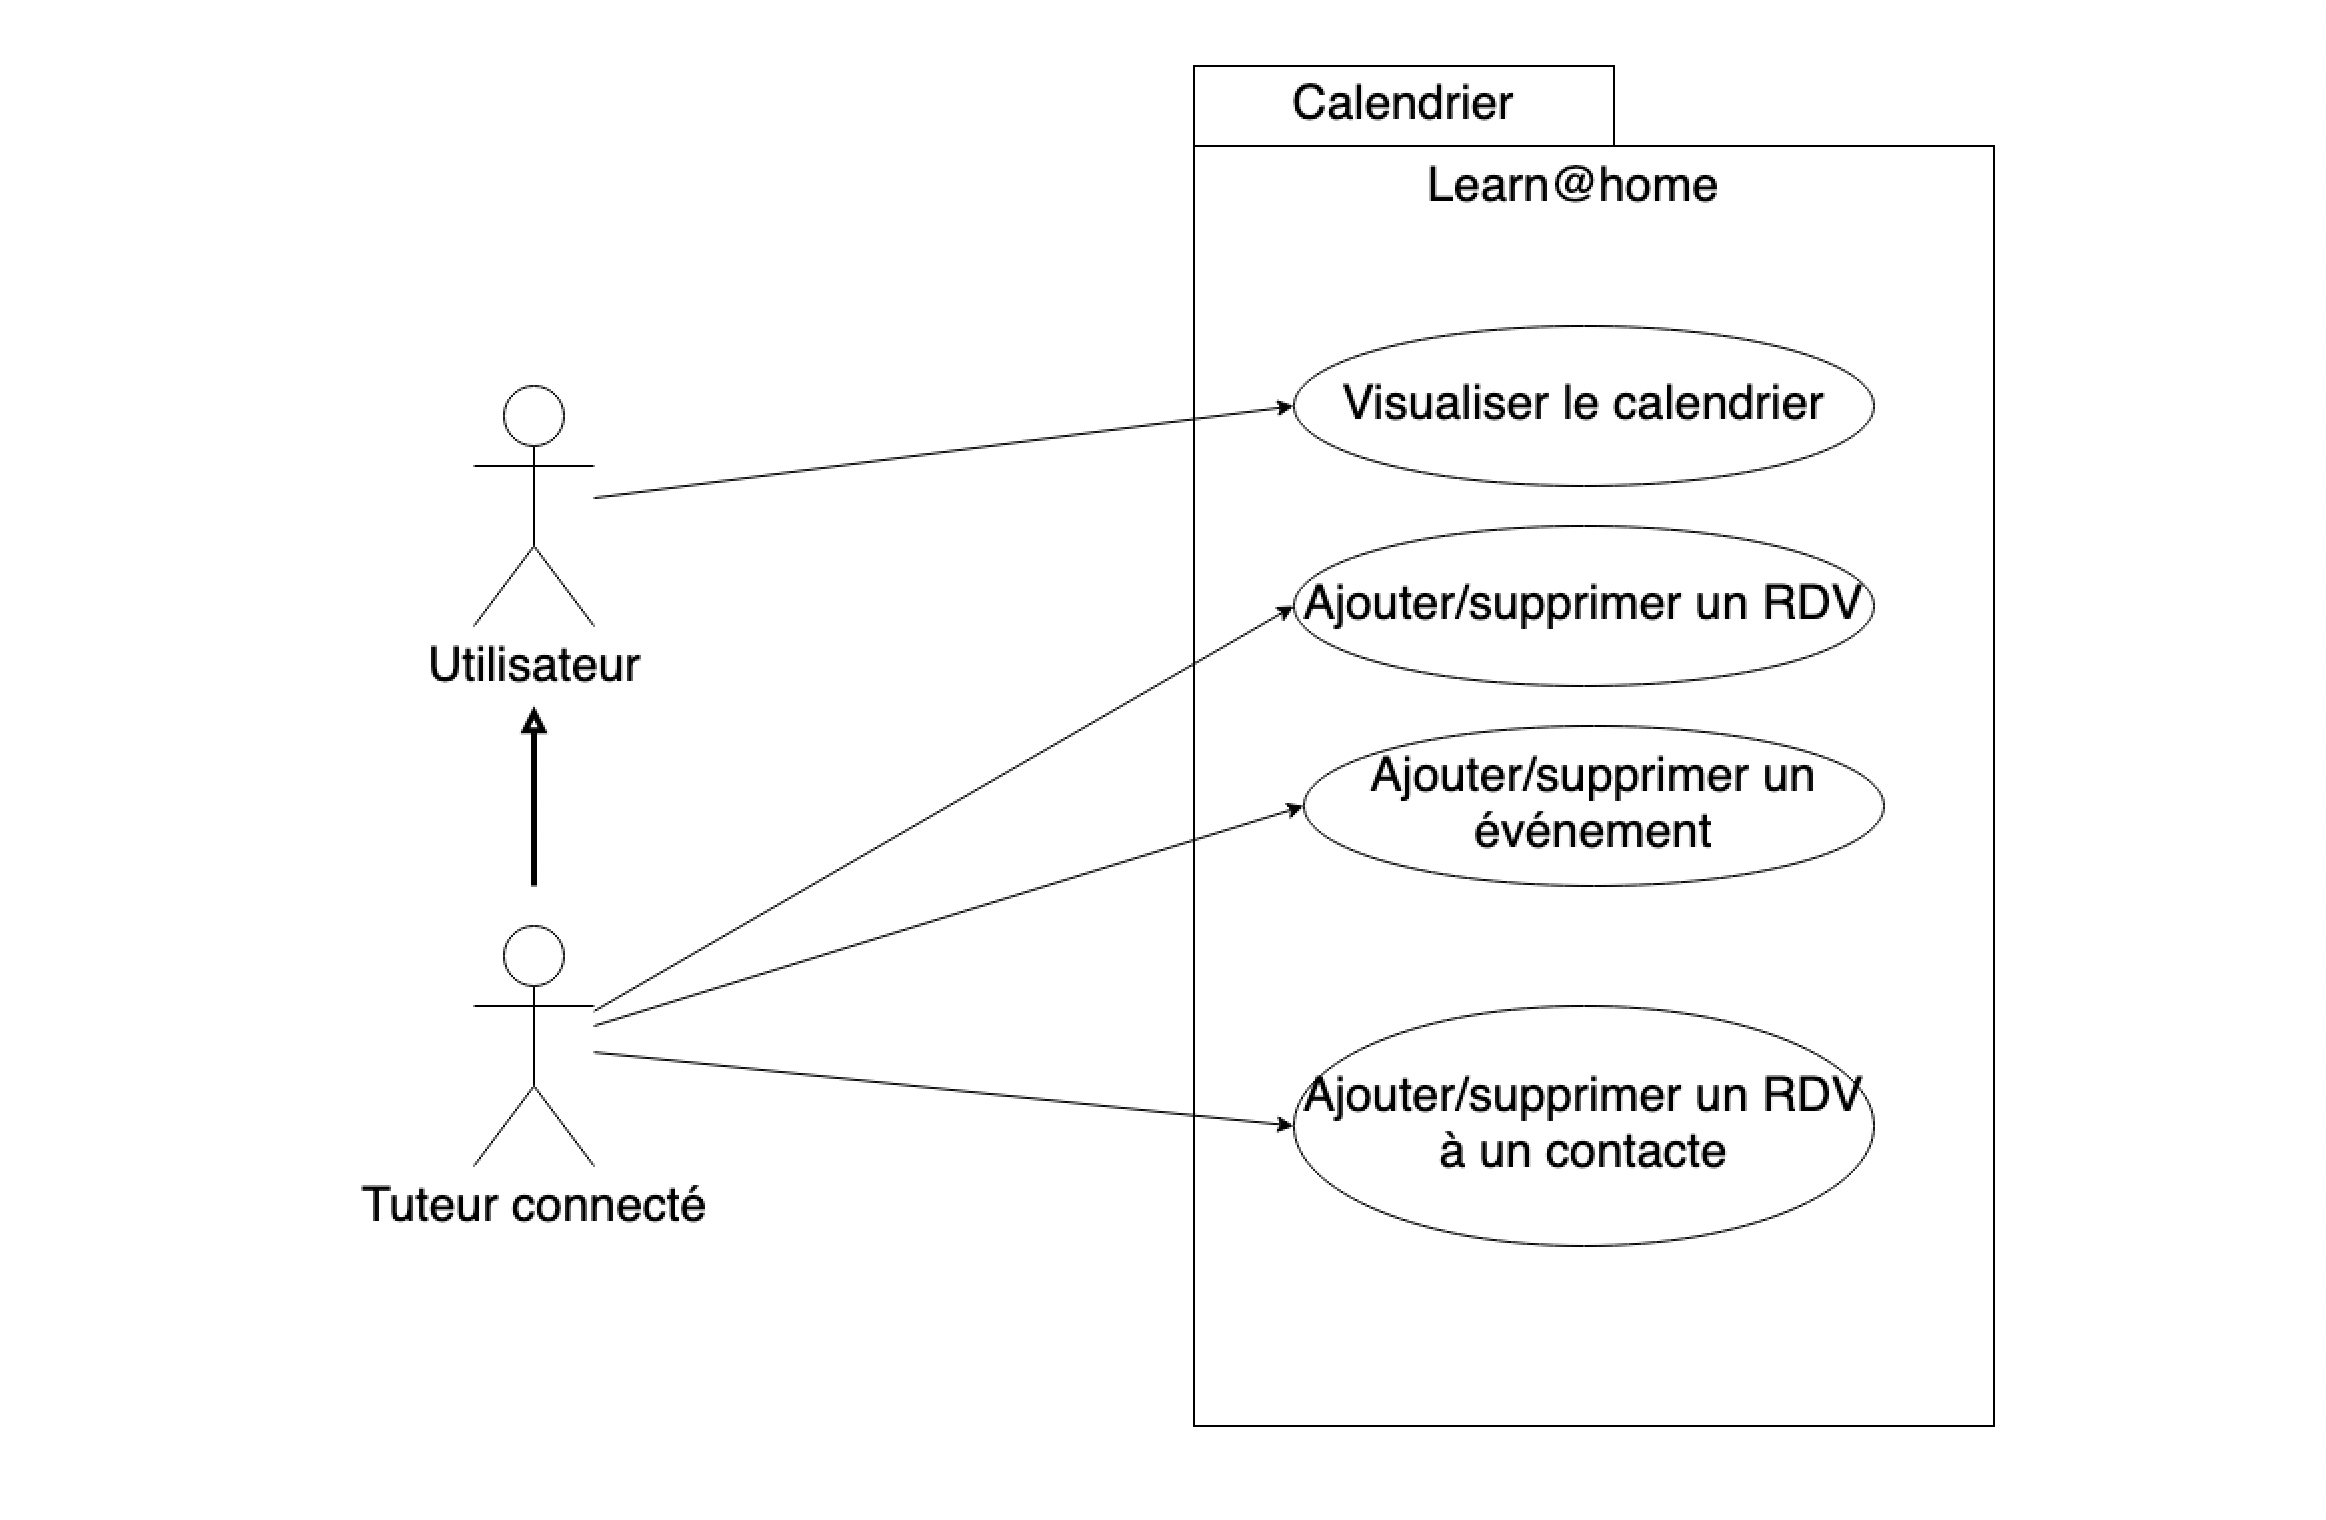 Calendrier
Learn@home
Visualiser le calendrier
Ajouter/supprimer un RDV
Utilisateur
Ajouter/supprimer un
événement
Ajouter/supprimer un RDV
à un contacte
Tuteur connecté